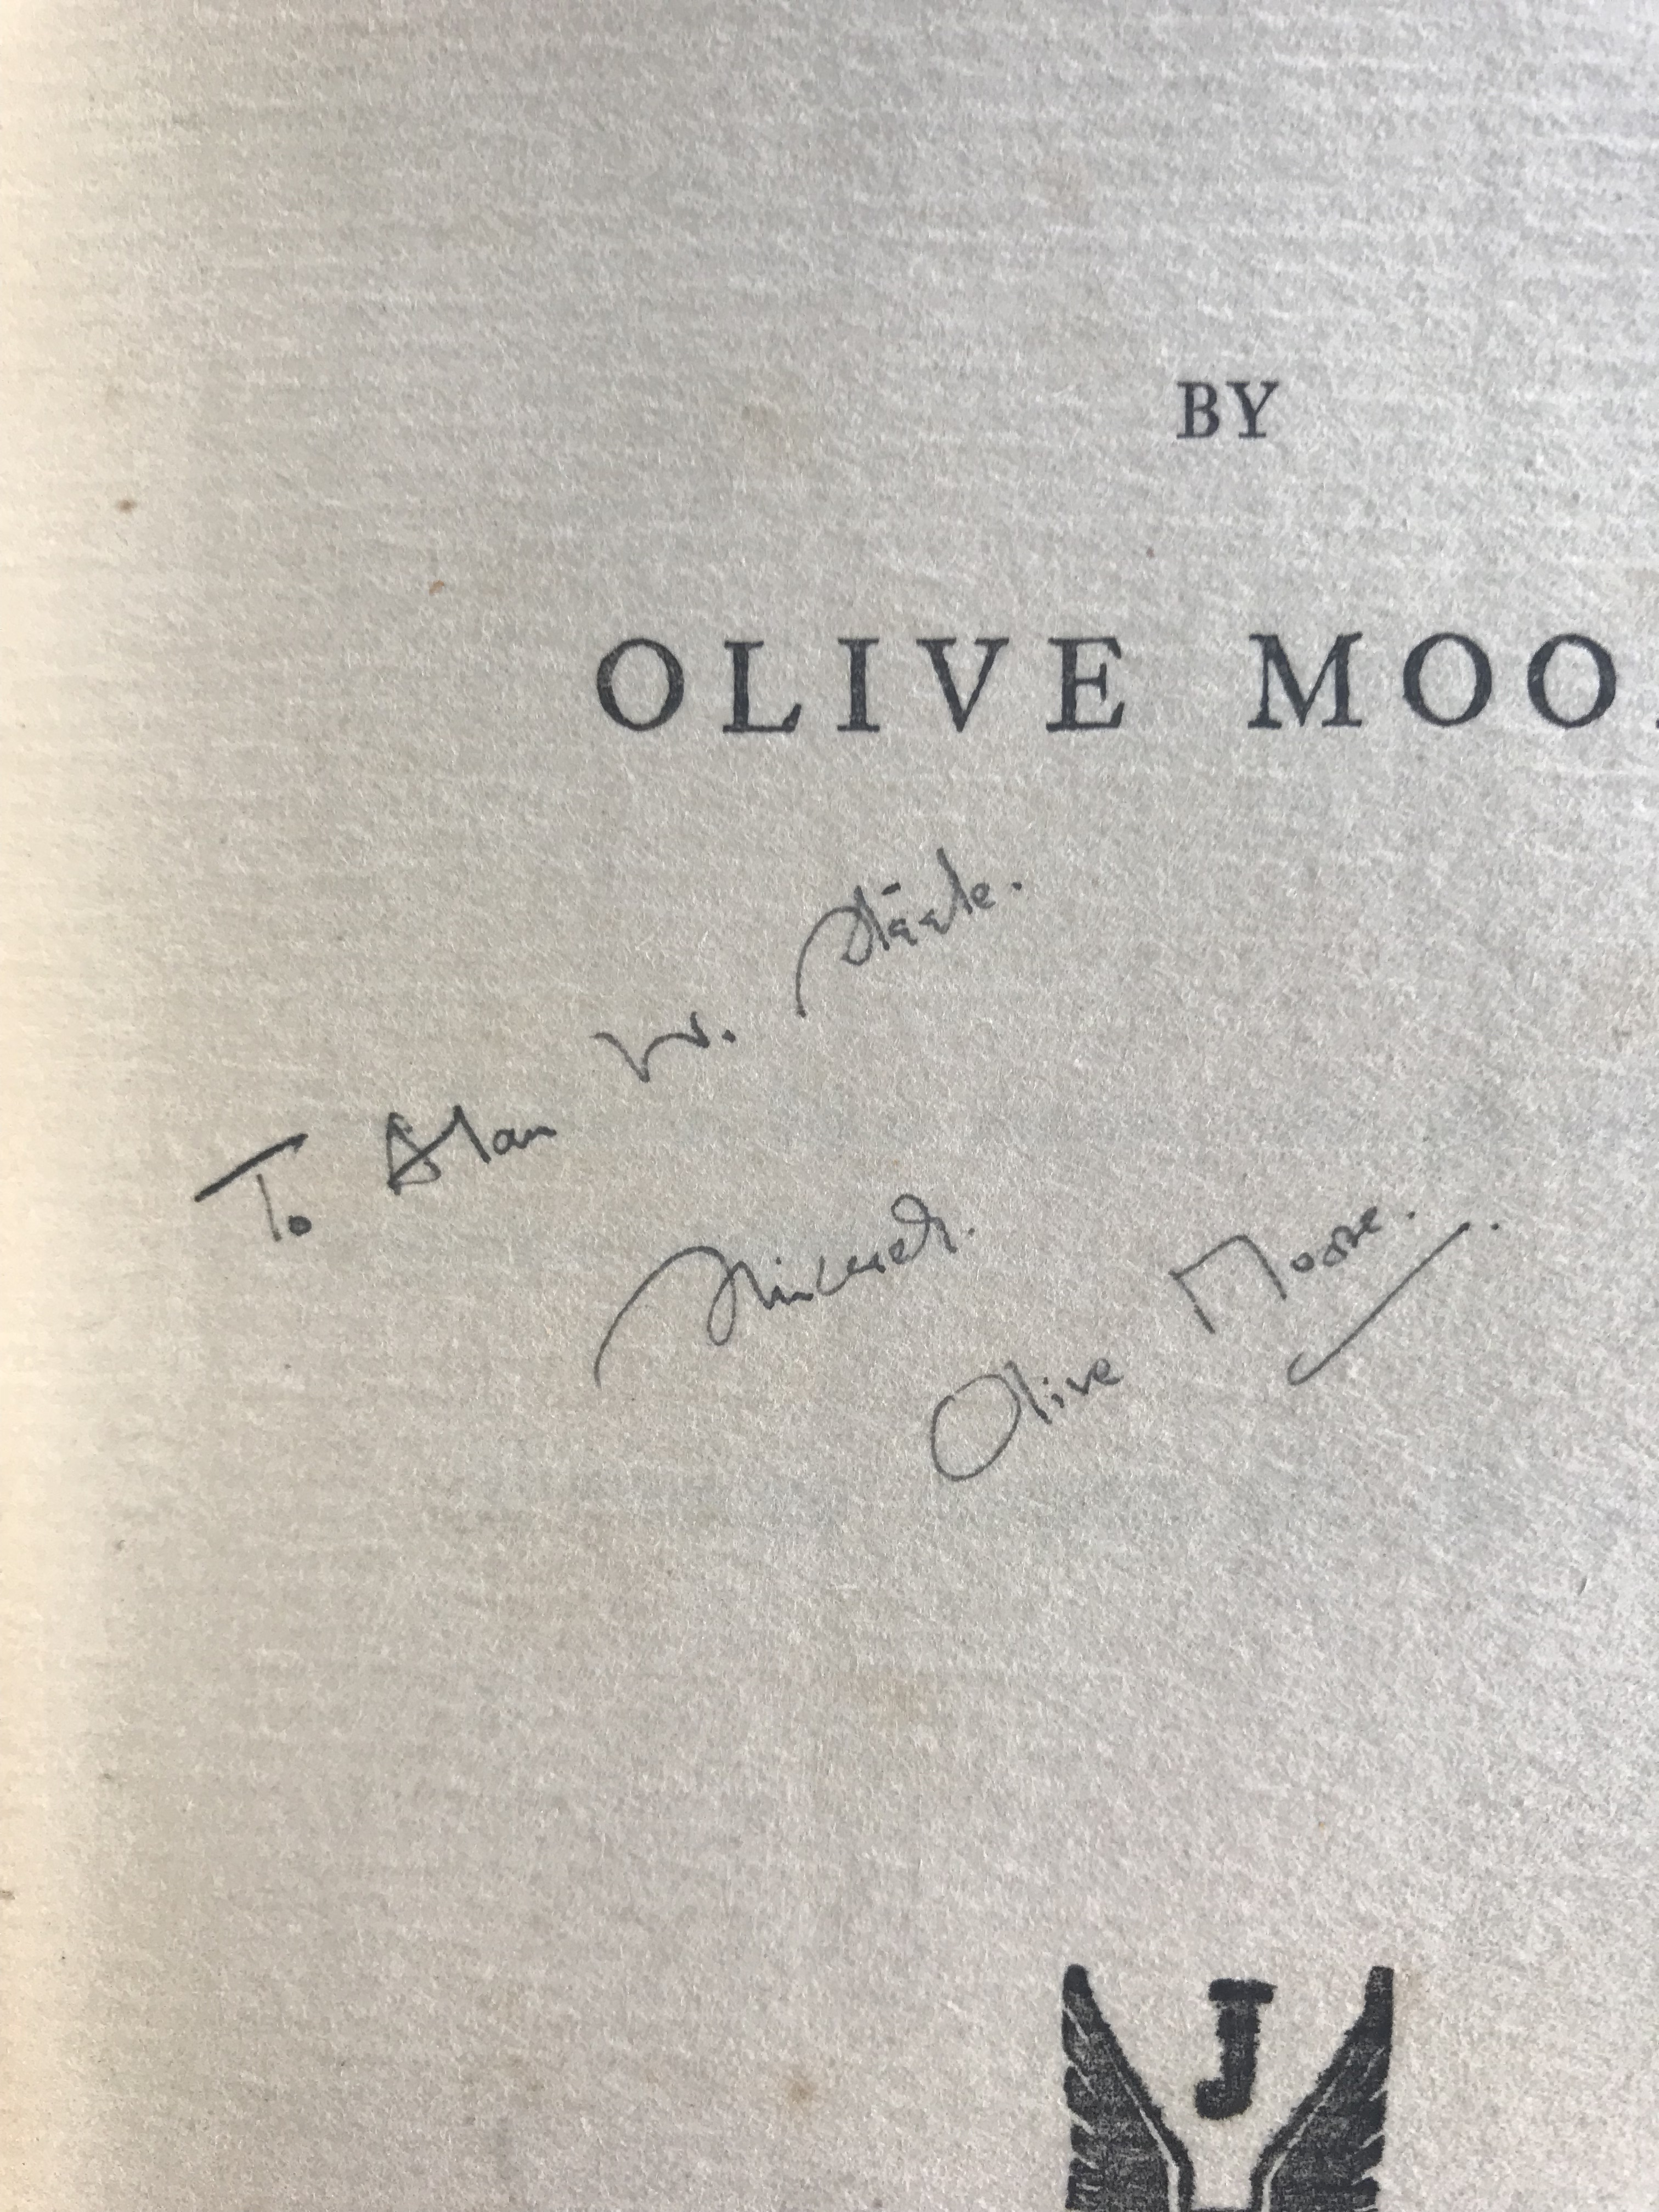 BY
OLIVE MOO
To Alan W. Steele.
Sincerely.
Olive Moore.
J